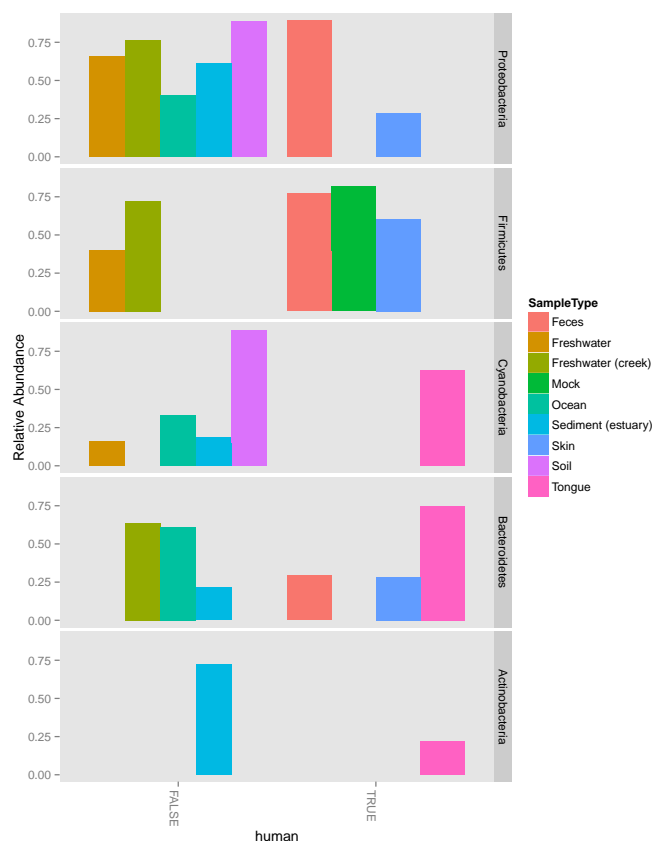 0.75
0.50
0.25
0.00
Proteobacteria
0.75
0.50
0.25
0.00
Firmicutes
0.75
0.50
0.25
0.00
Cyanobacteria
0.75
0.50
0.25
0.00
Bacteroidetes
0.75
0.50
0.25
0.00
Actinobacteria
Relative Abundance
FALSE
TRUE
human
SampleType
Feces
Freshwater
Freshwater (creek)
Mock
Ocean
Sediment (estuary)
Skin
Soil
Tongue